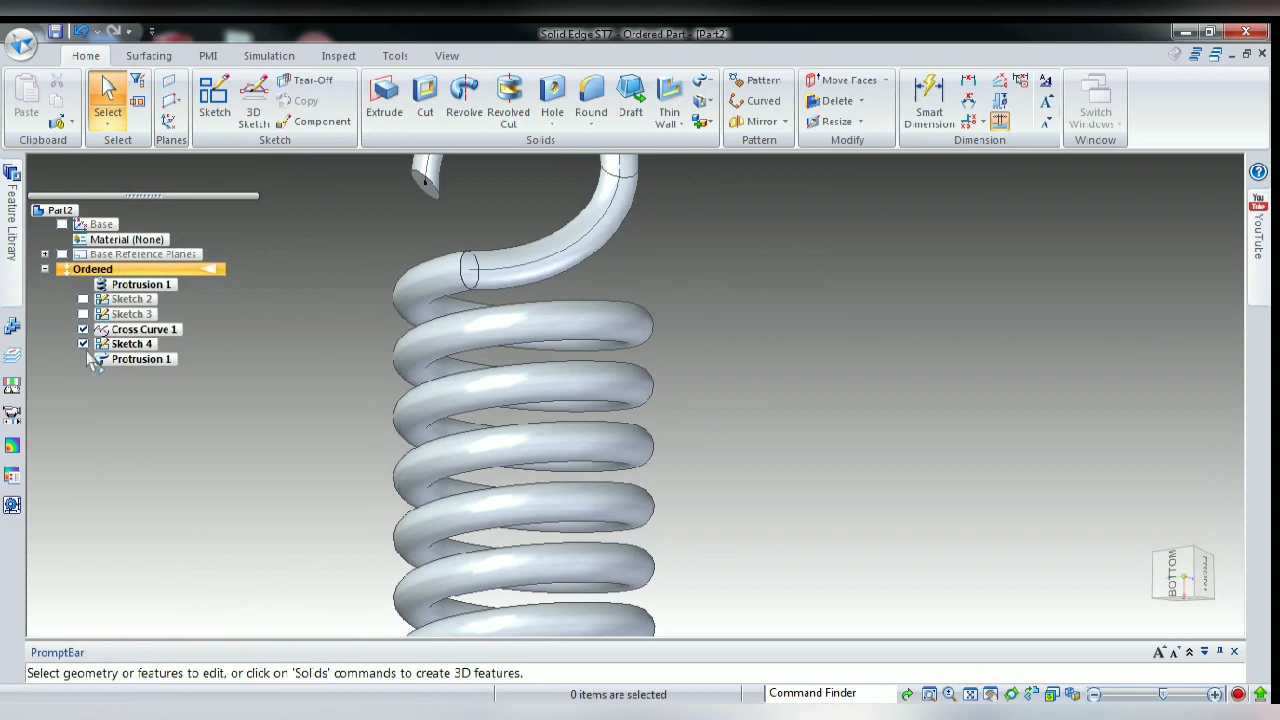 Solid Edge ST7 - Ordered Part - [Part2]
Home Surfacing PMI Simulation Inspect Tools View
Paste Select Sketch 3D Sketch Tear-Off Copy Component Extrude Cut Revolve Revolved Cut Hole Round Draft Thin Wall Pattern Curved Mirror Move Faces Delete Resize Smart Dimension Switch Windows
Clipboard Select Planes Sketch Solids Pattern Modify Dimension Window
Feature Library
YouTube
Part2
Base
Material (None)
Base Reference Planes
Ordered
Protrusion 1
Sketch 2
Sketch 3
Cross Curve 1
Sketch 4
Protrusion 1
BOTTOM
PromptBar
Select geometry or features to edit, or click on 'Solids' commands to create 3D features.
0 items are selected Command Finder